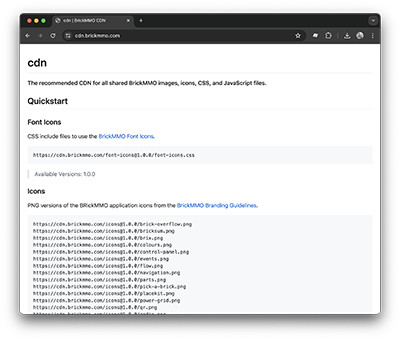 cdn | BrickMMO CDN
cdn.brickmmo.com
cdn
The recommended CDN for all shared BrickMMO images, icons, CSS, and JavaScript files.
Quickstart
Font Icons
CSS include files to use the BrickMMO Font Icons.
https://cdn.brickmmo.com/font-icons@1.0.0/font-icons.css
Available Versions: 1.0.0
Icons
PNG versions of the BRickMMO application icons from the BrickMMO Branding Guidelines.
https://cdn.brickmmo.com/icons@1.0.0/brick-overflow.png
https://cdn.brickmmo.com/icons@1.0.0/bricksum.png
https://cdn.brickmmo.com/icons@1.0.0/brix.png
https://cdn.brickmmo.com/icons@1.0.0/colours.png
https://cdn.brickmmo.com/icons@1.0.0/control-panel.png
https://cdn.brickmmo.com/icons@1.0.0/events.png
https://cdn.brickmmo.com/icons@1.0.0/flow.png
https://cdn.brickmmo.com/icons@1.0.0/navigation.png
https://cdn.brickmmo.com/icons@1.0.0/parts.png
https://cdn.brickmmo.com/icons@1.0.0/pick-a-brick.png
https://cdn.brickmmo.com/icons@1.0.0/placekit.png
https://cdn.brickmmo.com/icons@1.0.0/power-grid.png
https://cdn.brickmmo.com/icons@1.0.0/qr.png